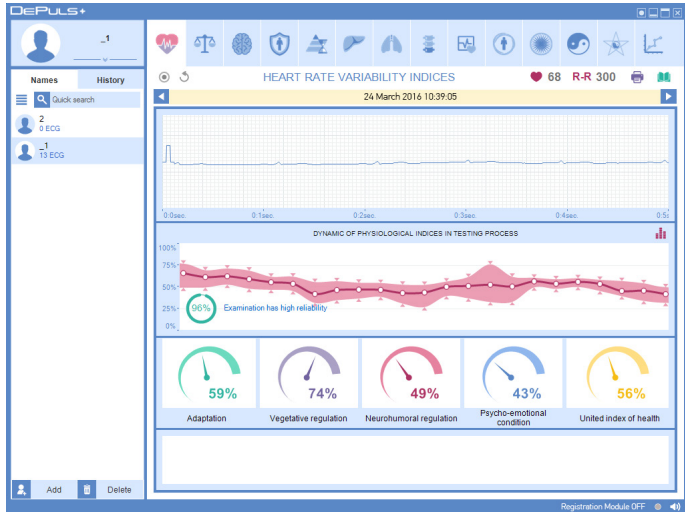 DePuls+
_1
Names
History
Quick search
2
0 ECG
_1
13 ECG
Add
Delete
HEART RATE VARIABILITY INDICES
68
R-R 300
24 March 2016 10:39:05
0:0sec.
0:1sec.
0:2sec.
0:3sec.
0:4sec.
0:5s
DYNAMIC OF PHYSIOLOGICAL INDICES IN TESTING PROCESS
100%
75%
50%
25%
0%
96%
Examination has high reliability
59%
74%
49%
43%
56%
Adaptation
Vegetative regulation
Neurohumoral regulation
Psycho-emotional
condition
United index of health
Registration Module OFF